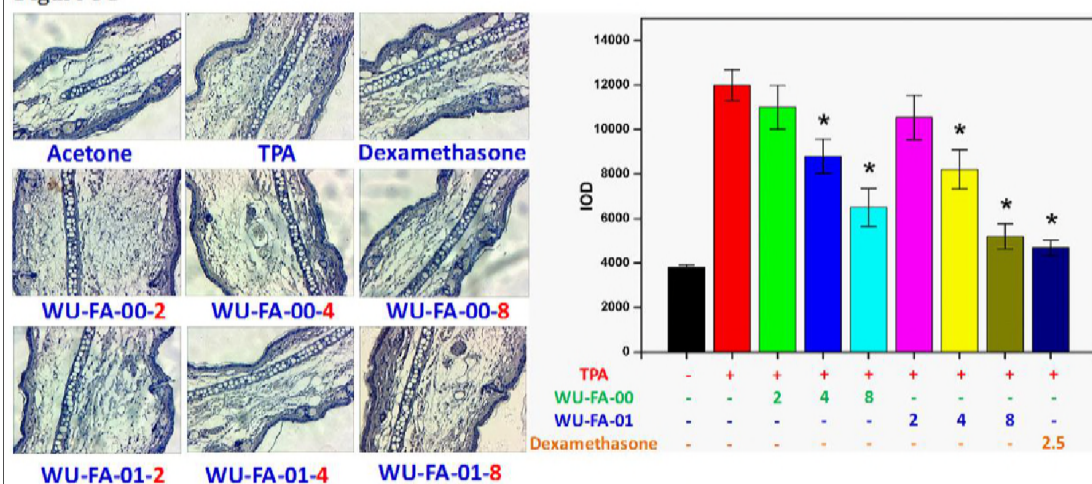 Acetone TPA Dexamethasone
WU-FA-00-2 WU-FA-00-4 WU-FA-00-8
WU-FA-01-2 WU-FA-01-4 WU-FA-01-8
14000
12000
10000
8000
6000
4000
2000
0
IOD
* * * * *
TPA - + + + + + + + +
WU-FA-00 - - 2 4 8 - - - -
WU-FA-01 - - - - - 2 4 8 -
Dexamethasone - - - - - - - - 2.5